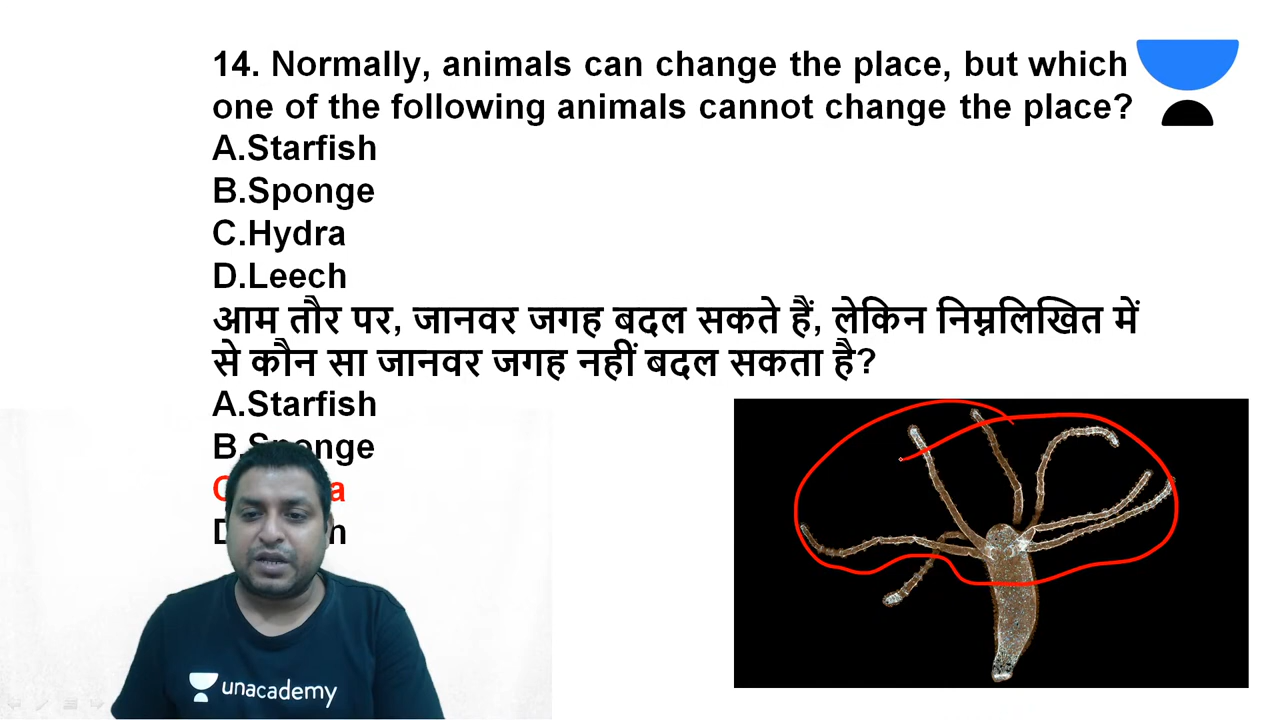 14. Normally, animals can change the place, but which
one of the following animals cannot change the place?
A.Starfish
B.Sponge
C.Hydra
D.Leech
आम तौर पर, जानवर जगह बदल सकते हैं, लेकिन निम्नलिखित में
से कौन सा जानवर जगह नहीं बदल सकता है?
A.Starfish
unacademy